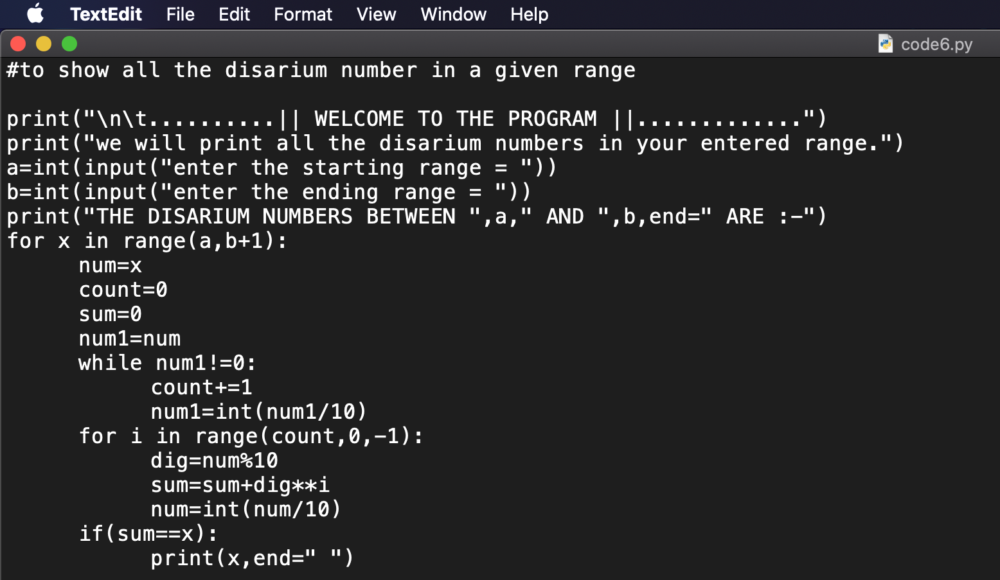 TextEdit File Edit Format View Window Help
code6.py
#to show all the disarium number in a given range

print("\n\t..........|| WELCOME TO THE PROGRAM ||.............")
print("we will print all the disarium numbers in your entered range.")
a=int(input("enter the starting range = "))
b=int(input("enter the ending range = "))
print("THE DISARIUM NUMBERS BETWEEN ",a," AND ",b,end=" ARE :-")
for x in range(a,b+1):
	num=x
	count=0
	sum=0
	num1=num
	while num1!=0:
		count+=1
		num1=int(num1/10)
	for i in range(count,0,-1):
		dig=num%10
		sum=sum+dig**i
		num=int(num/10)
	if(sum==x):
		print(x,end=" ")